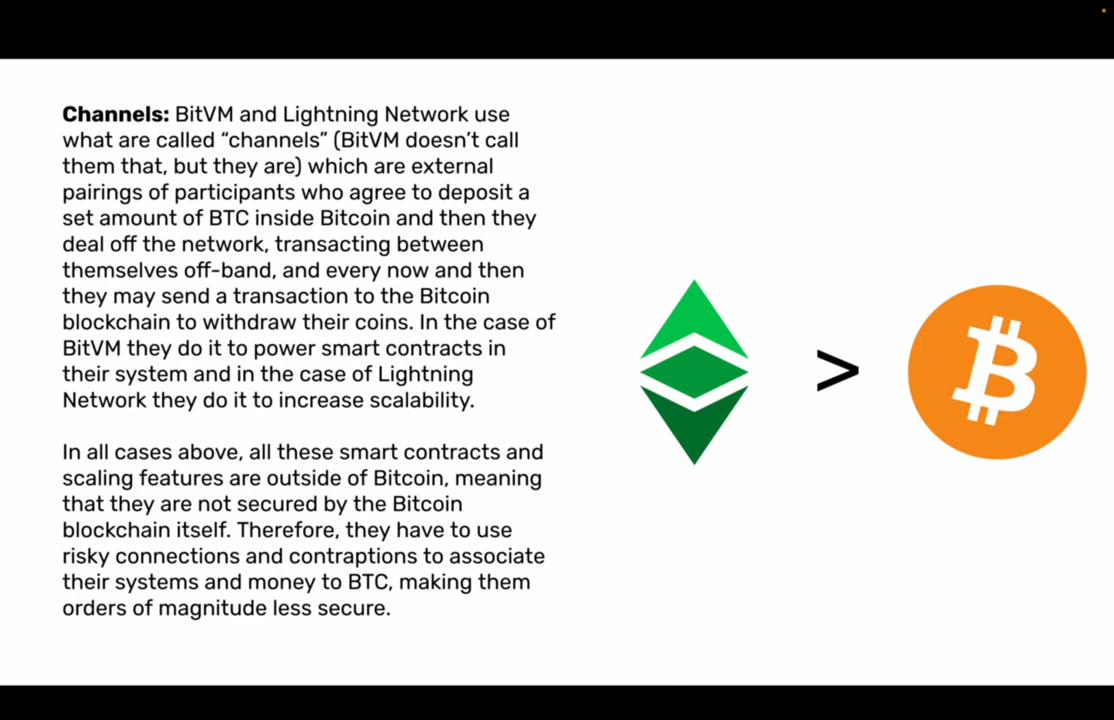 Channels: BitVM and Lightning Network use
what are called “channels” (BitVM doesn’t call
them that, but they are) which are external
pairings of participants who agree to deposit a
set amount of BTC inside Bitcoin and then they
deal off the network, transacting between
themselves off-band, and every now and then
they may send a transaction to the Bitcoin
blockchain to withdraw their coins. In the case of
BitVM they do it to power smart contracts in
their system and in the case of Lightning
Network they do it to increase scalability.
In all cases above, all these smart contracts and
scaling features are outside of Bitcoin, meaning
that they are not secured by the Bitcoin
blockchain itself. Therefore, they have to use
risky connections and contraptions to associate
their systems and money to BTC, making them
orders of magnitude less secure.
>